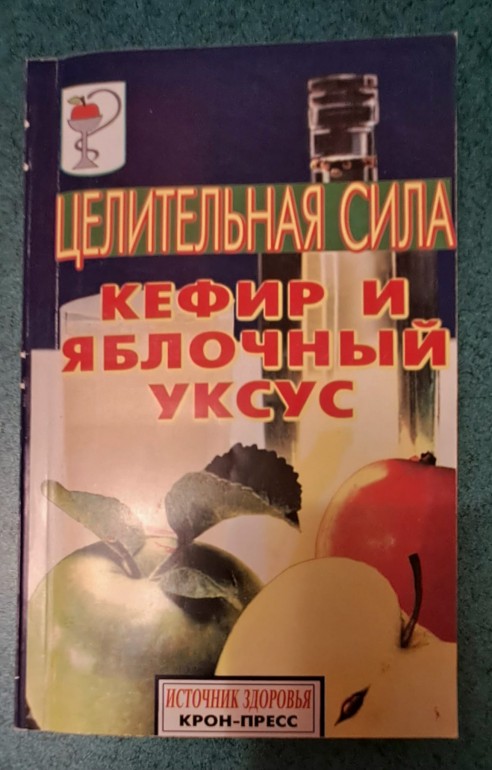 ЦЕЛИТЕЛЬНАЯ СИЛА
КЕФИР И
ЯБЛОЧНЫЙ
УКСУС
ИСТОЧНИК ЗДОРОВЬЯ
КРОН-ПРЕСС